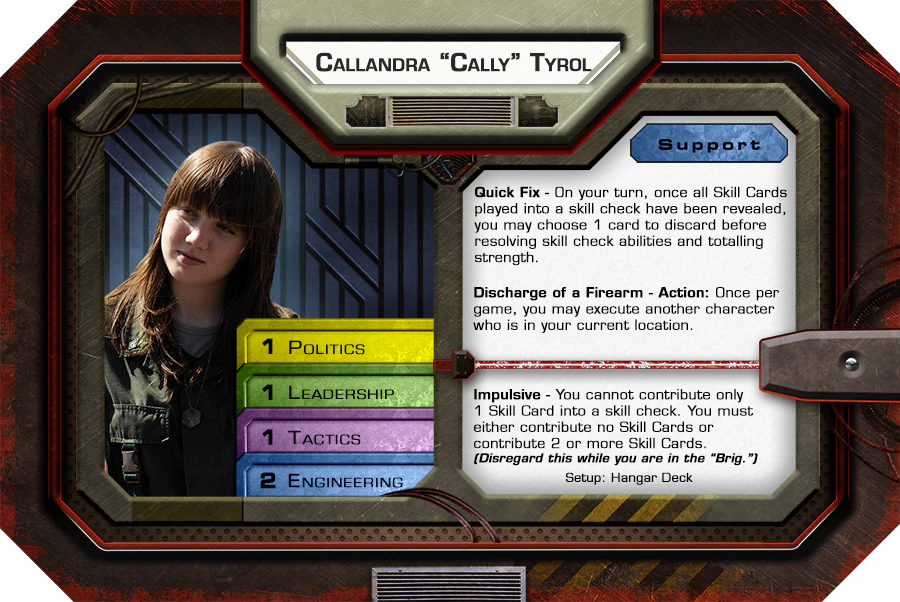 Callandra “Cally” Tyrol
Support
Quick Fix - On your turn, once all Skill Cards
played into a skill check have been revealed,
you may choose 1 card to discard before
resolving skill check abilities and totalling
strength.
Discharge of a Firearm - Action: Once per
game, you may execute another character
who is in your current location.
Impulsive - You cannot contribute only
1 Skill Card into a skill check. You must
either contribute no Skill Cards or
contribute 2 or more Skill Cards.
(Disregard this while you are in the “Brig.”)
Setup: Hangar Deck
1 Politics
1 Leadership
1 Tactics
2 Engineering